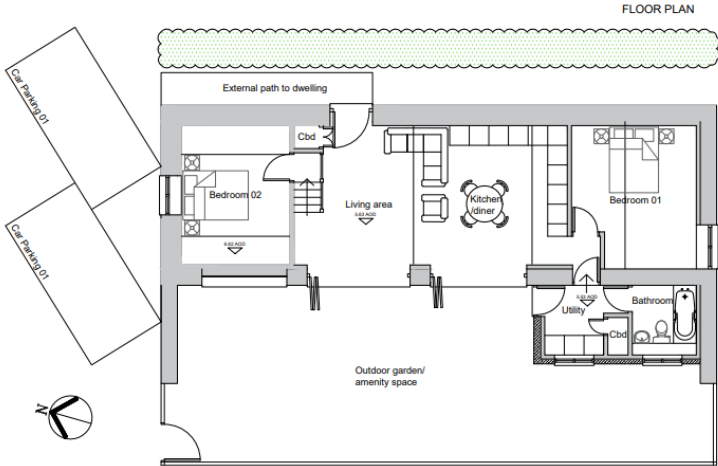 FLOOR PLAN
Car Parking 01
External path to dwelling
Cbd
Bedroom 02
Living area
Kitchen
/diner
Bedroom 01
Car Parking 01
Utility
Bathroom
Cbd
Outdoor garden/
amenity space
N